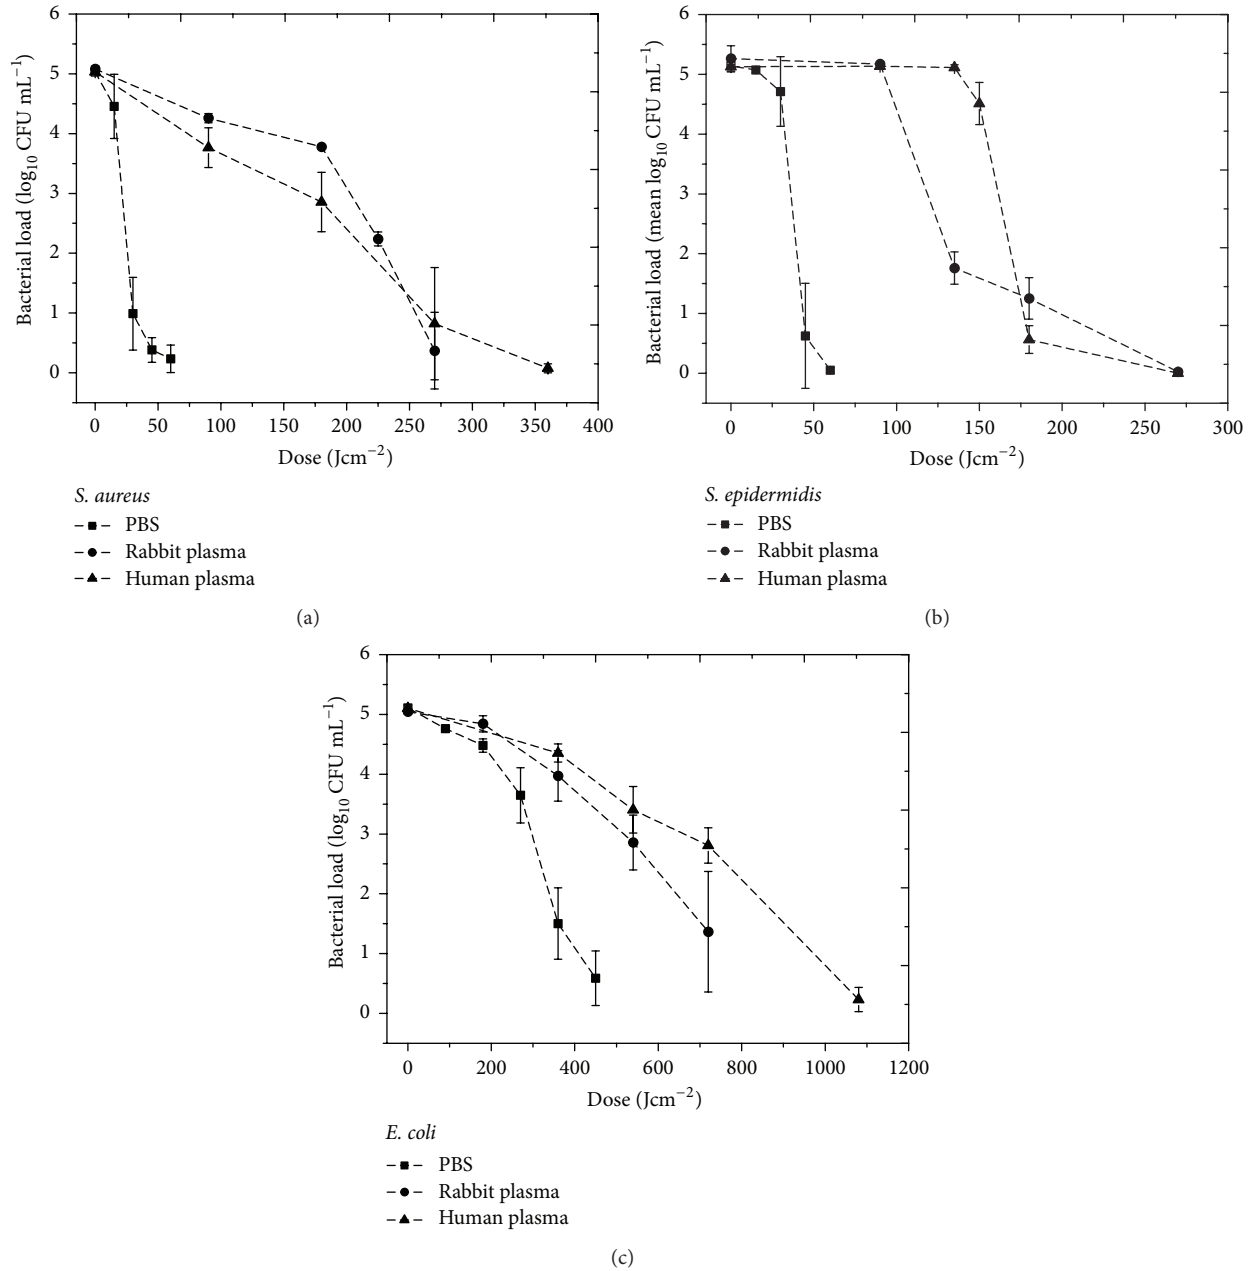 6
5
4
3
2
1
0
Bacterial load (log₁₀ CFU mL⁻¹)
0 50 100 150 200 250 300 350 400
Dose (Jcm⁻²)
S. aureus
PBS
Rabbit plasma
Human plasma
(a)
6
5
4
3
2
1
0
Bacterial load (mean log₁₀ CFU mL⁻¹)
0 50 100 150 200 250 300
Dose (Jcm⁻²)
S. epidermidis
PBS
Rabbit plasma
Human plasma
(b)
6
5
4
3
2
1
0
Bacterial load (log₁₀ CFU mL⁻¹)
0 200 400 600 800 1000 1200
Dose (Jcm⁻²)
E. coli
PBS
Rabbit plasma
Human plasma
(c)